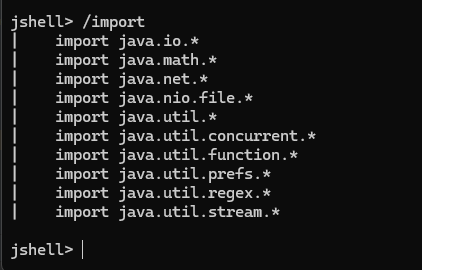 jshell> /import
|    import java.io.*
|    import java.math.*
|    import java.net.*
|    import java.nio.file.*
|    import java.util.*
|    import java.util.concurrent.*
|    import java.util.function.*
|    import java.util.prefs.*
|    import java.util.regex.*
|    import java.util.stream.*
jshell>